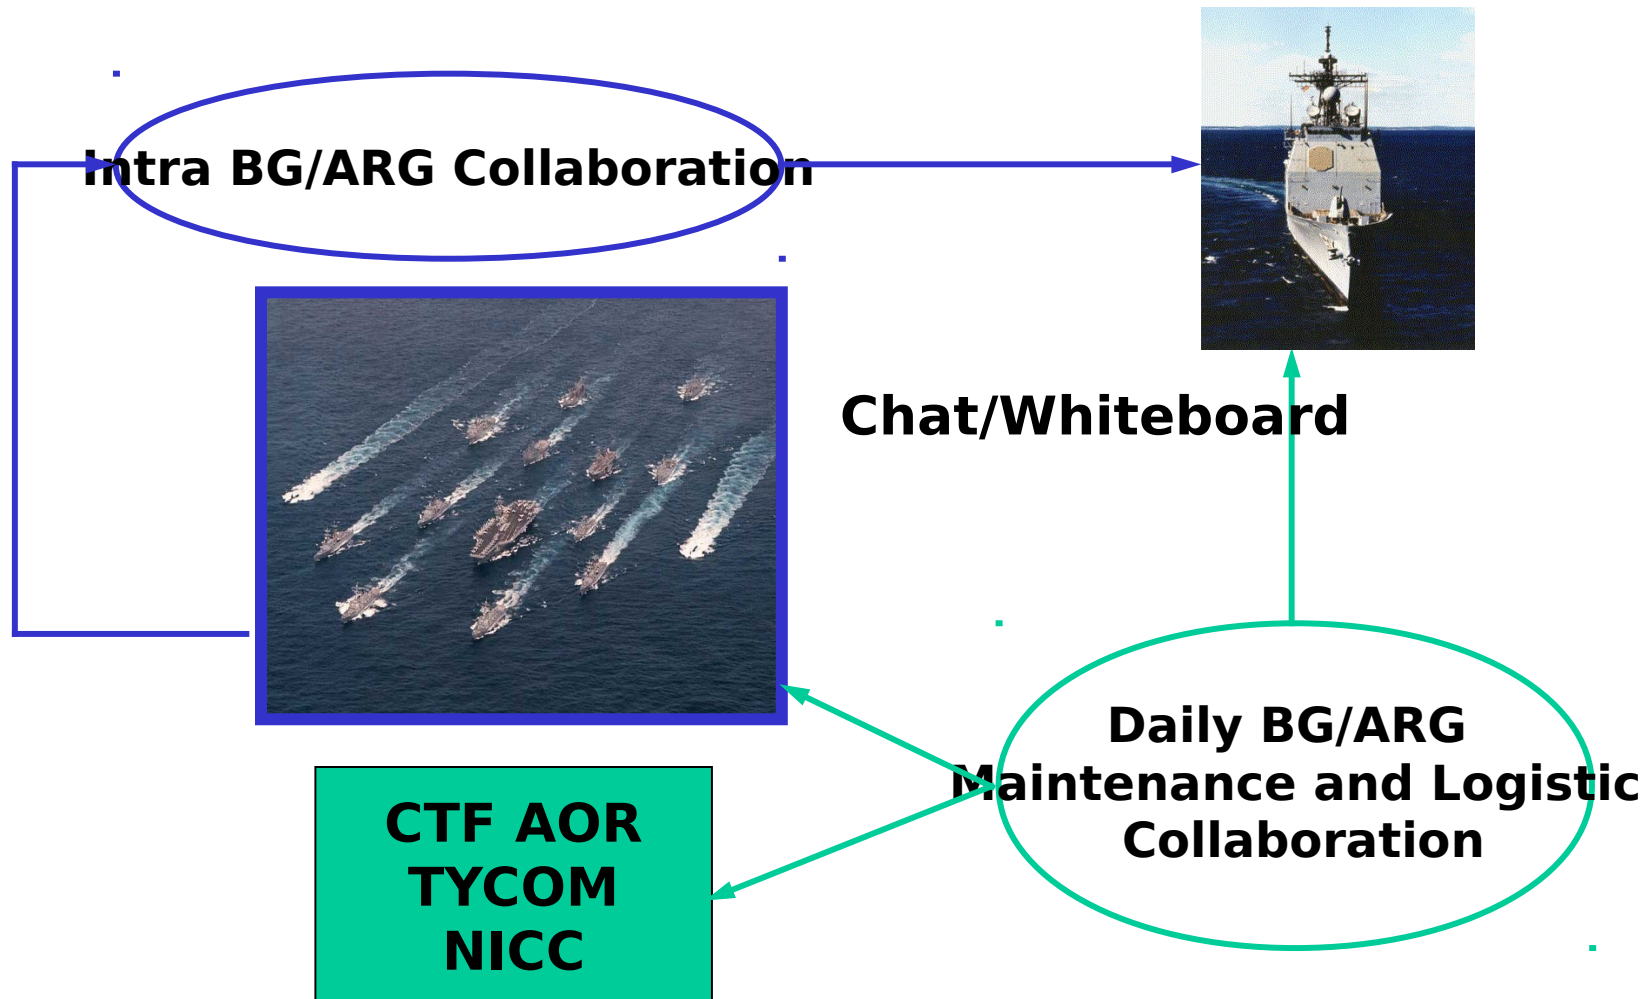 Intra BG/ARG Collaboration
Chat/Whiteboard
Daily BG/ARG
Maintenance and Logistic
Collaboration
CTF AOR
TYCOM
NICC